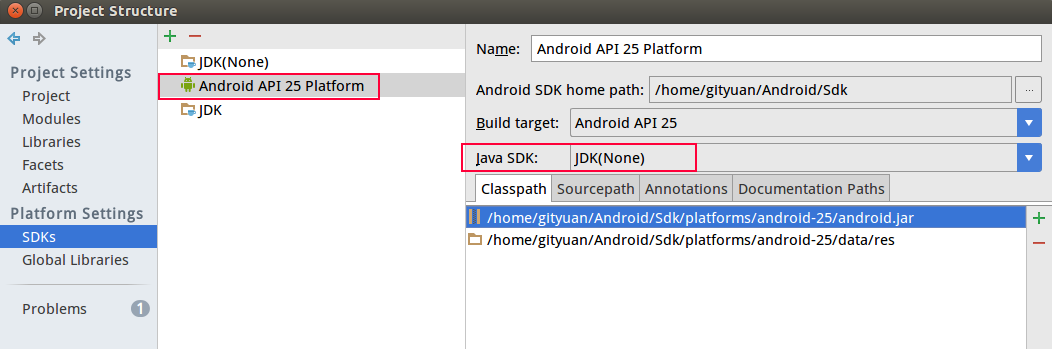 Project Structure
Project Settings
Project
Modules
Libraries
Facets
Artifacts
Platform Settings
SDKs
Global Libraries
Problems 1
JDK(None)
Android API 25 Platform
JDK
Name: Android API 25 Platform
Android SDK home path: /home/gityuan/Android/Sdk ...
Build target: Android API 25
Java SDK: JDK(None)
Classpath Sourcepath Annotations Documentation Paths
/home/gityuan/Android/Sdk/platforms/android-25/android.jar
/home/gityuan/Android/Sdk/platforms/android-25/data/res